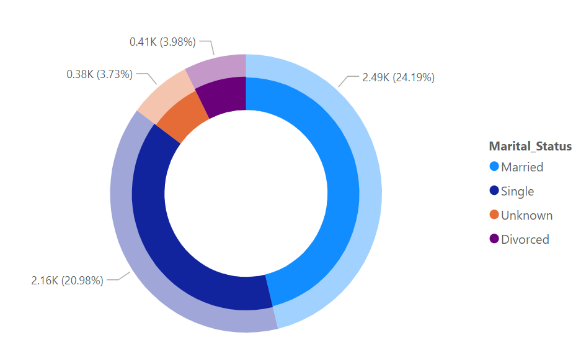 0.41K (3.98%)
0.38K (3.73%)
2.49K (24.19%)
2.16K (20.98%)
Marital_Status
Married
Single
Unknown
Divorced